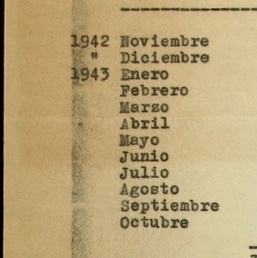 1942 Noviembre
" Diciembre
1943 Enero
Febrero
Marzo
Abril
Mayo
Junio
Julio
Agosto
Septiembre
Octubre